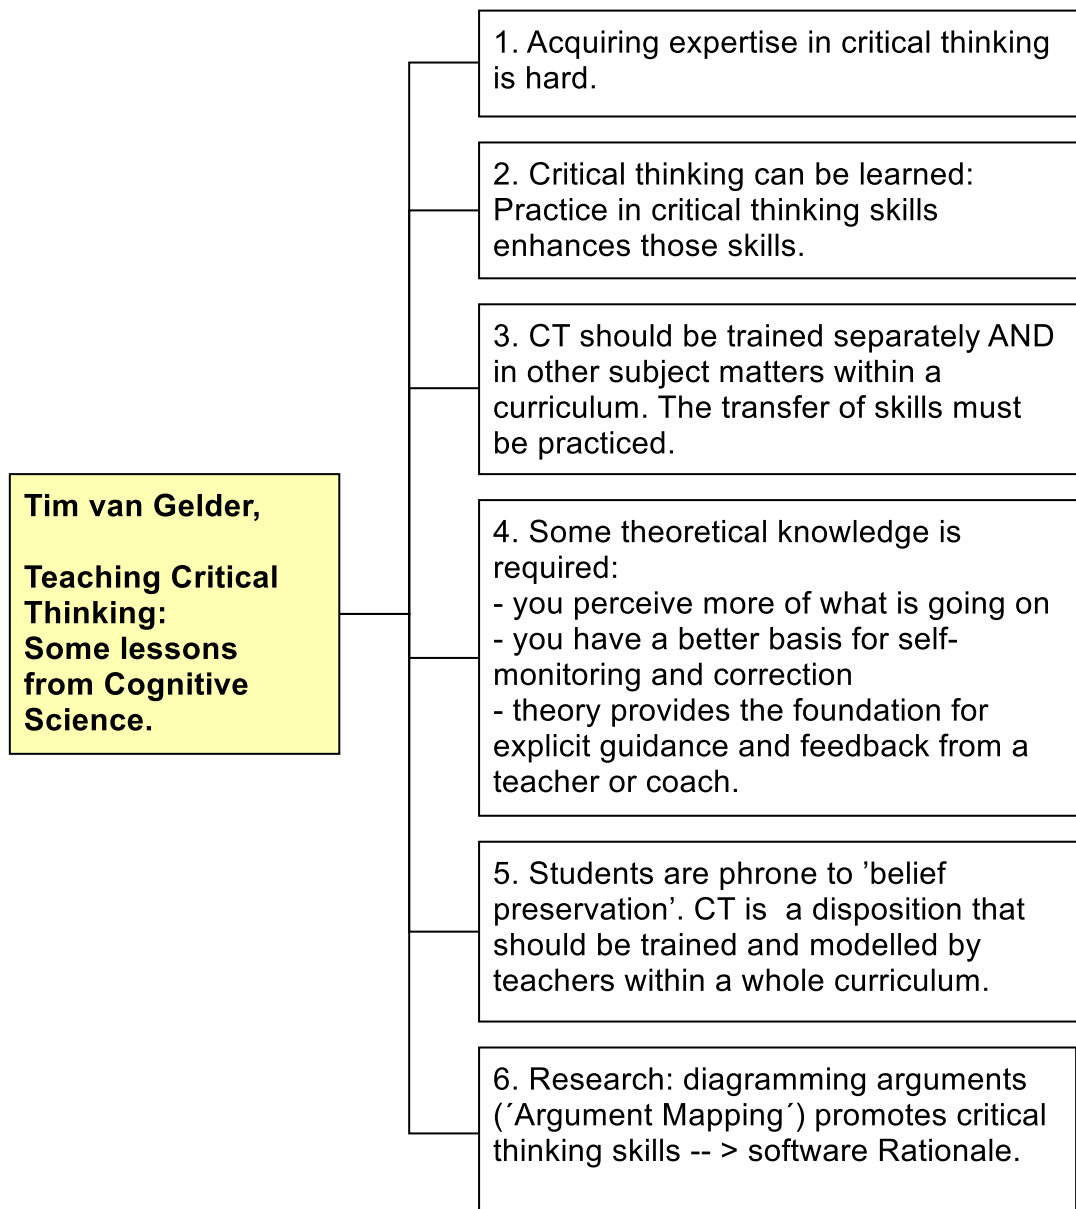 Tim van Gelder,
Teaching Critical
Thinking:
Some lessons
from Cognitive
Science.
1. Acquiring expertise in critical thinking
is hard.
2. Critical thinking can be learned:
Practice in critical thinking skills
enhances those skills.
3. CT should be trained separately AND
in other subject matters within a
curriculum. The transfer of skills must
be practiced.
4. Some theoretical knowledge is
required:
- you perceive more of what is going on
- you have a better basis for self-
monitoring and correction
- theory provides the foundation for
explicit guidance and feedback from a
teacher or coach.
5. Students are phrone to ’belief
preservation’. CT is  a disposition that
should be trained and modelled by
teachers within a whole curriculum.
6. Research: diagramming arguments
(´Argument Mapping´) promotes critical
thinking skills -- > software Rationale.